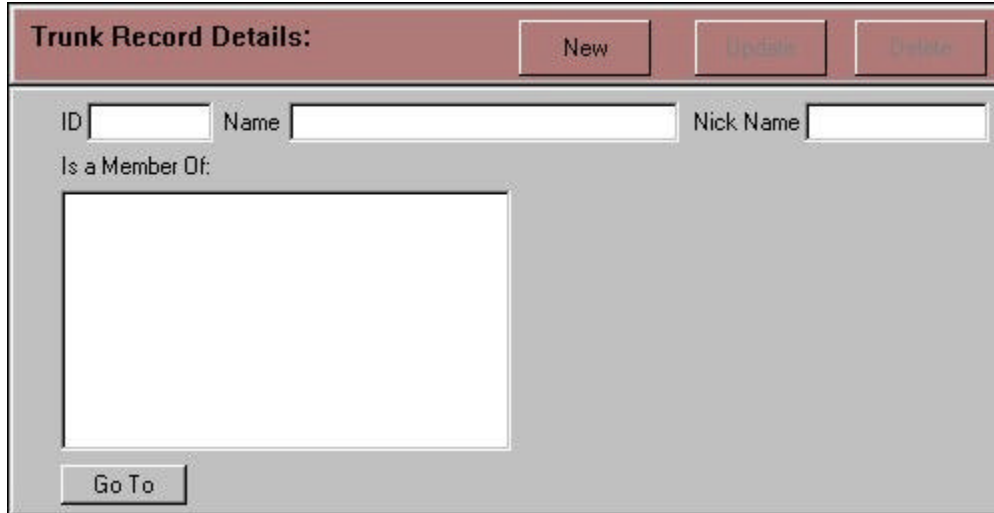 Trunk Record Details:
New
Update
Delete
ID
Name
Nick Name
Is a Member Of:
Go To